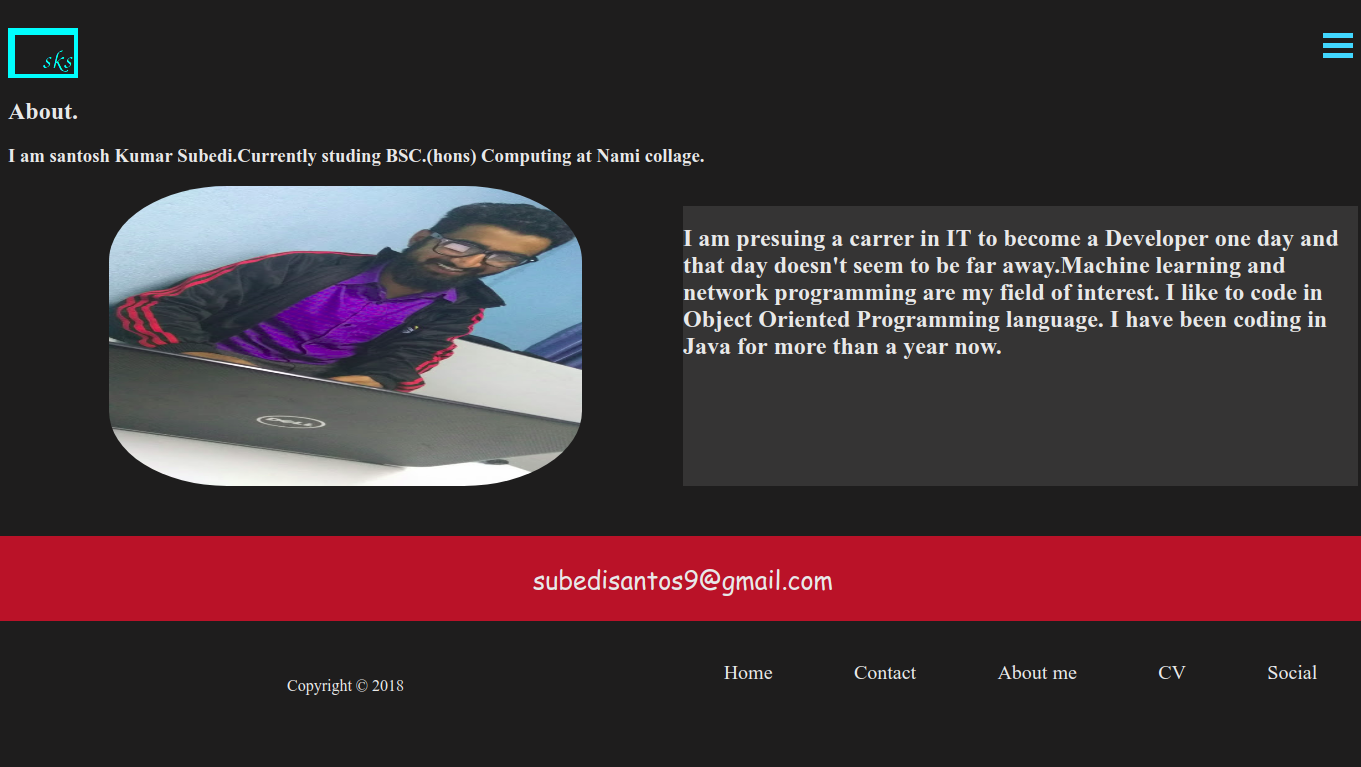 sks
About.
I am santosh Kumar Subedi.Currently studing BSC.(hons) Computing at Nami collage.
I am presuing a carrer in IT to become a Developer one day and
that day doesn't seem to be far away.Machine learning and
network programming are my field of interest. I like to code in
Object Oriented Programming language. I have been coding in
Java for more than a year now.
DELL
subedisantos9@gmail.com
Home Contact About me CV Social
Copyright © 2018